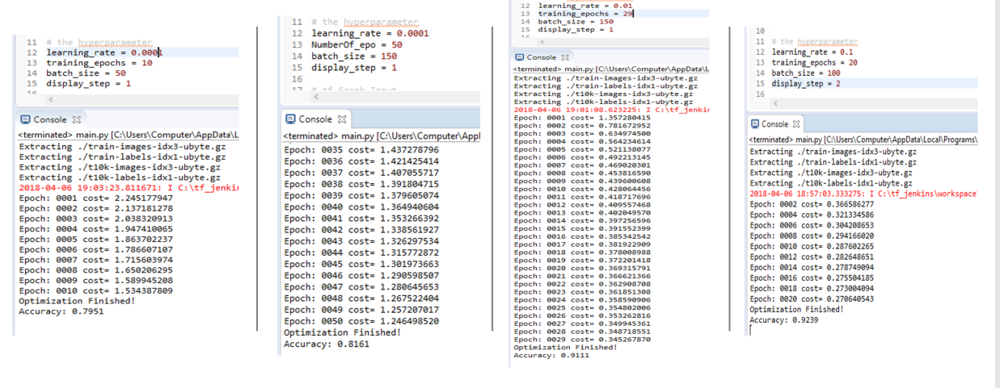 11 # the hyperparameter
12 learning_rate = 0.0001
13 training_epochs = 10
14 batch_size = 50
15 display_step = 1
16
Console
<terminated> main.py [C:\Users\Computer\AppData\L
Extracting ./train-images-idx3-ubyte.gz
Extracting ./train-labels-idx1-ubyte.gz
Extracting ./t10k-images-idx3-ubyte.gz
Extracting ./t10k-labels-idx1-ubyte.gz
2018-04-06 19:03:23.811671: I C:\tf_jenkin
Epoch: 0001 cost= 2.245177947
Epoch: 0002 cost= 2.137181278
Epoch: 0003 cost= 2.038320913
Epoch: 0004 cost= 1.947410065
Epoch: 0005 cost= 1.863702237
Epoch: 0006 cost= 1.786607107
Epoch: 0007 cost= 1.715603974
Epoch: 0008 cost= 1.650206295
Epoch: 0009 cost= 1.589945208
Epoch: 0010 cost= 1.534387809
Optimization Finished!
Accuracy: 0.7951
11 # the hyperparameter
12 learning_rate = 0.0001
13 NumberOf_epo = 50
14 batch_size = 150
15 display_step = 1
16
17 # tf Graph Input
Console
<terminated> main.py [C:\Users\Computer\Appl
Epoch: 0035 cost= 1.437278796
Epoch: 0036 cost= 1.421425414
Epoch: 0037 cost= 1.407055717
Epoch: 0038 cost= 1.391804715
Epoch: 0039 cost= 1.379605074
Epoch: 0040 cost= 1.364940604
Epoch: 0041 cost= 1.353266392
Epoch: 0042 cost= 1.338561927
Epoch: 0043 cost= 1.326297534
Epoch: 0044 cost= 1.315772872
Epoch: 0045 cost= 1.301973663
Epoch: 0046 cost= 1.290598507
Epoch: 0047 cost= 1.280645653
Epoch: 0048 cost= 1.267522404
Epoch: 0049 cost= 1.257207017
Epoch: 0050 cost= 1.246498520
Optimization Finished!
Accuracy: 0.8161
12 learning_rate = 0.01
13 training_epochs = 29
14 batch_size = 150
15 display_step = 1
16
Console
<terminated> main.py [C:\Users\Computer\AppData\L
Extracting ./train-images-idx3-ubyte.gz
Extracting ./train-labels-idx1-ubyte.gz
Extracting ./t10k-images-idx3-ubyte.gz
Extracting ./t10k-labels-idx1-ubyte.gz
2018-04-06 19:01:08.623225: I C:\tf_jenkin
Epoch: 0001 cost= 1.357280415
Epoch: 0002 cost= 0.781672952
Epoch: 0003 cost= 0.634974500
Epoch: 0004 cost= 0.564234614
Epoch: 0005 cost= 0.521138077
Epoch: 0006 cost= 0.492213145
Epoch: 0007 cost= 0.469020301
Epoch: 0008 cost= 0.453816590
Epoch: 0009 cost= 0.439600608
Epoch: 0010 cost= 0.428064456
Epoch: 0011 cost= 0.418717696
Epoch: 0012 cost= 0.409557468
Epoch: 0013 cost= 0.402049570
Epoch: 0014 cost= 0.397256596
Epoch: 0015 cost= 0.391552399
Epoch: 0016 cost= 0.385342542
Epoch: 0017 cost= 0.381922909
Epoch: 0018 cost= 0.378008988
Epoch: 0019 cost= 0.372201418
Epoch: 0020 cost= 0.369315791
Epoch: 0021 cost= 0.366621366
Epoch: 0022 cost= 0.362908708
Epoch: 0023 cost= 0.361851308
Epoch: 0024 cost= 0.358590906
Epoch: 0025 cost= 0.354802006
Epoch: 0026 cost= 0.353262816
Epoch: 0027 cost= 0.349945361
Epoch: 0028 cost= 0.348718551
Epoch: 0029 cost= 0.345267870
Optimization Finished!
Accuracy: 0.9111
10
11 # the hyperparameter
12 learning_rate = 0.1
13 training_epochs = 20
14 batch_size = 100
15 display_step = 2
16
Console
<terminated> main.py [C:\Users\Computer\AppData\Local\Programs\
Extracting ./train-images-idx3-ubyte.gz
Extracting ./train-labels-idx1-ubyte.gz
Extracting ./t10k-images-idx3-ubyte.gz
Extracting ./t10k-labels-idx1-ubyte.gz
2018-04-06 18:57:03.333275: I C:\tf_jenkins\workspace
Epoch: 0002 cost= 0.366586277
Epoch: 0004 cost= 0.321334586
Epoch: 0006 cost= 0.304208653
Epoch: 0008 cost= 0.294166020
Epoch: 0010 cost= 0.287602265
Epoch: 0012 cost= 0.282648651
Epoch: 0014 cost= 0.278749094
Epoch: 0016 cost= 0.275504185
Epoch: 0018 cost= 0.273004094
Epoch: 0020 cost= 0.270640543
Optimization Finished!
Accuracy: 0.9239